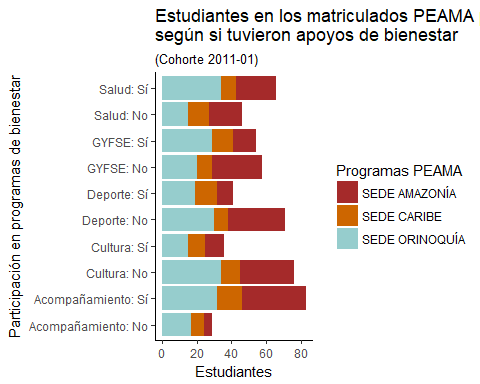 Estudiantes en los matriculados PEAMA
según si tuvieron apoyos de bienestar
(Cohorte 2011-01)
Participación en programas de bienestar
Salud: Sí
Salud: No
GYFSE: Sí
GYFSE: No
Deporte: Sí
Deporte: No
Cultura: Sí
Cultura: No
Acompañamiento: Sí
Acompañamiento: No
0 20 40 60 80
Estudiantes
Programas PEAMA
SEDE AMAZONÍA
SEDE CARIBE
SEDE ORINOQUÍA